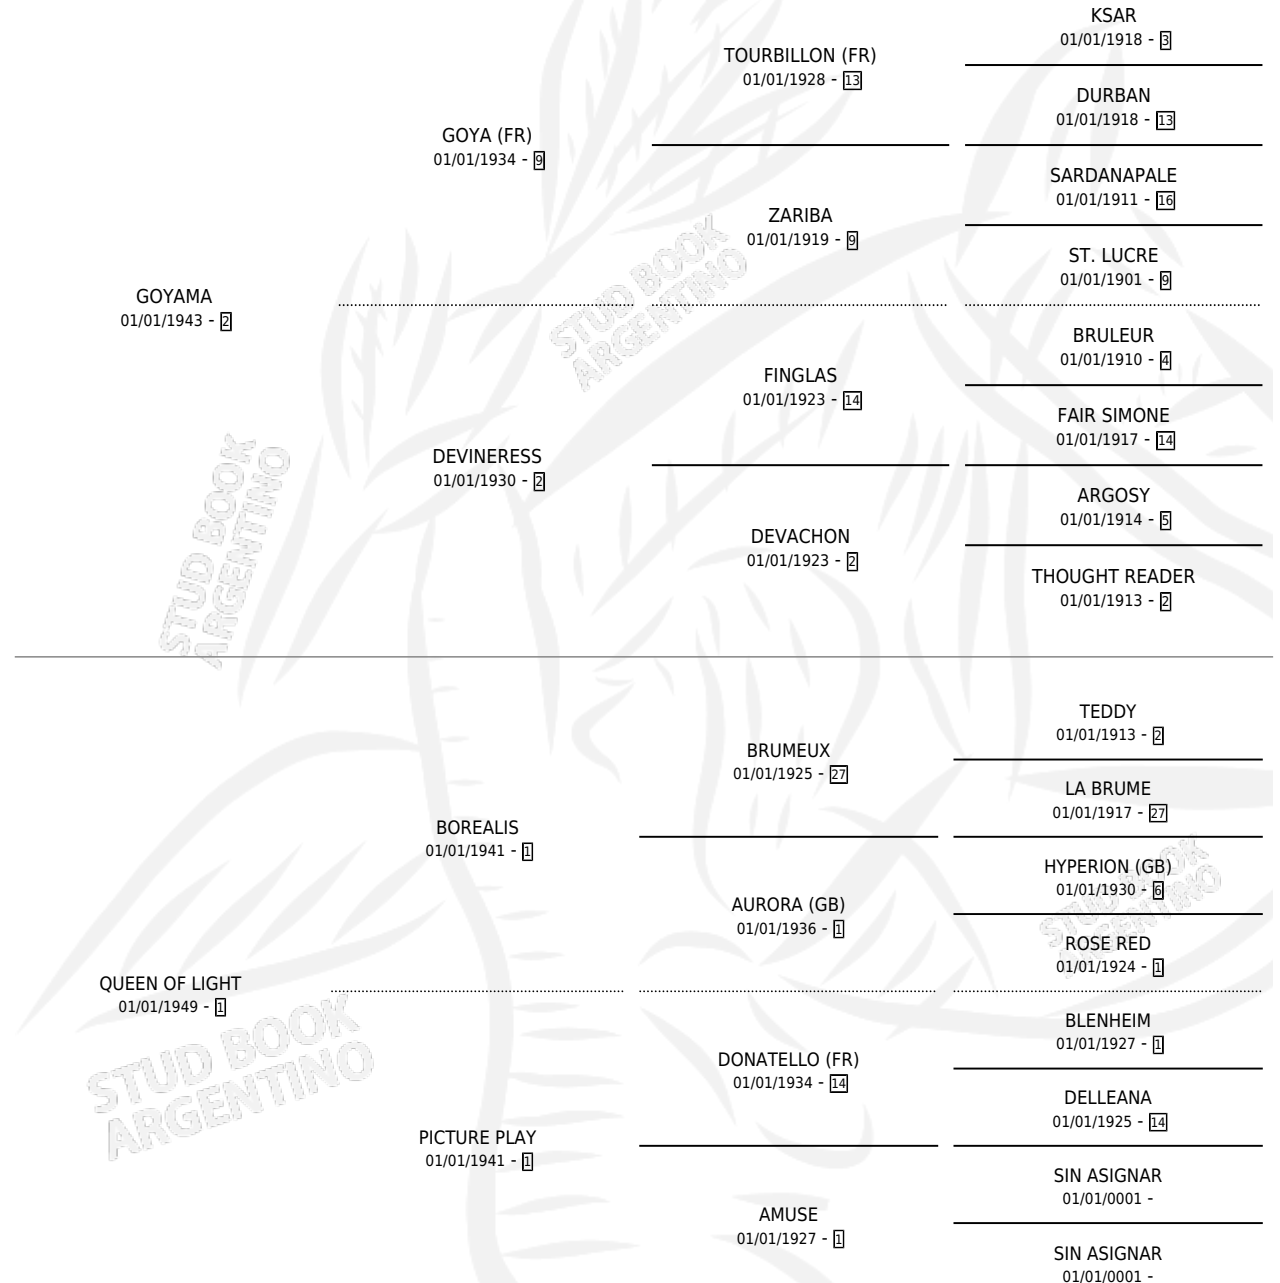 KSAR
01/01/1918 - 3
TOURBILLON (FR)
01/01/1928 - 13
DURBAN
01/01/1918 - 13
GOYA (FR)
01/01/1934 - 9
SARDANAPALE
01/01/1911 - 16
ZARIBA
01/01/1919 - 9
ST. LUCRE
01/01/1901 - 9
GOYAMA
01/01/1943 - 2
STUD BOOK
ARGENTINO
BRULEUR
01/01/1910 - 4
FINGLAS
01/01/1923 - 14
FAIR SIMONE
01/01/1917 - 14
DEVINERESS
01/01/1930 - 2
ARGOSY
01/01/1914 - 5
DEVACHON
01/01/1923 - 2
THOUGHT READER
01/01/1913 - 2
STUD BOOK
ARGENTINO
TEDDY
01/01/1913 - 2
BRUMEUX
01/01/1925 - 27
LA BRUME
01/01/1917 - 27
BOREALIS
01/01/1941 - 1
HYPERION (GB)
01/01/1930 - 6
AURORA (GB)
01/01/1936 - 1
STUD BOOK
ARGENTINO
ROSE RED
01/01/1924 - 1
QUEEN OF LIGHT
01/01/1949 - 1
BLENHEIM
01/01/1927 - 1
STUD BOOK
ARGENTINO
DONATELLO (FR)
01/01/1934 - 14
DELLEANA
01/01/1925 - 14
PICTURE PLAY
01/01/1941 - 1
SIN ASIGNAR
01/01/0001 -
AMUSE
01/01/1927 - 1
SIN ASIGNAR
01/01/0001 -